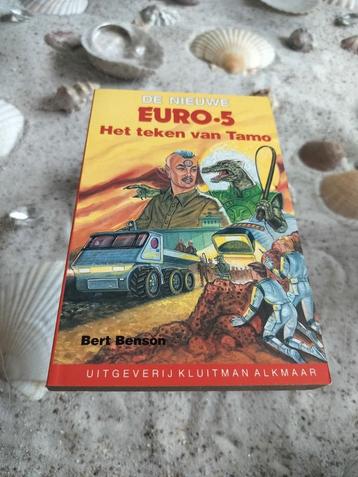 DE NIEUWE
EURO-5
Het teken van Tamo
Bert Benson
UITGEVERIJ KLUITMAN ALKMAAR